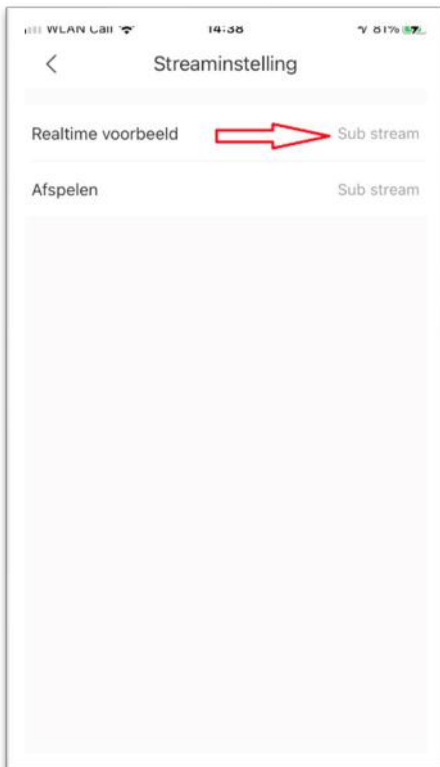 WLAN Call 14:38 81%
Streaminstelling
Realtime voorbeeld Sub stream
Afspelen Sub stream